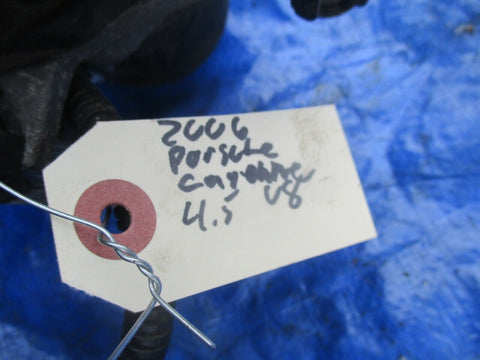 2006
Porsche
Cayenne
4.5 V8